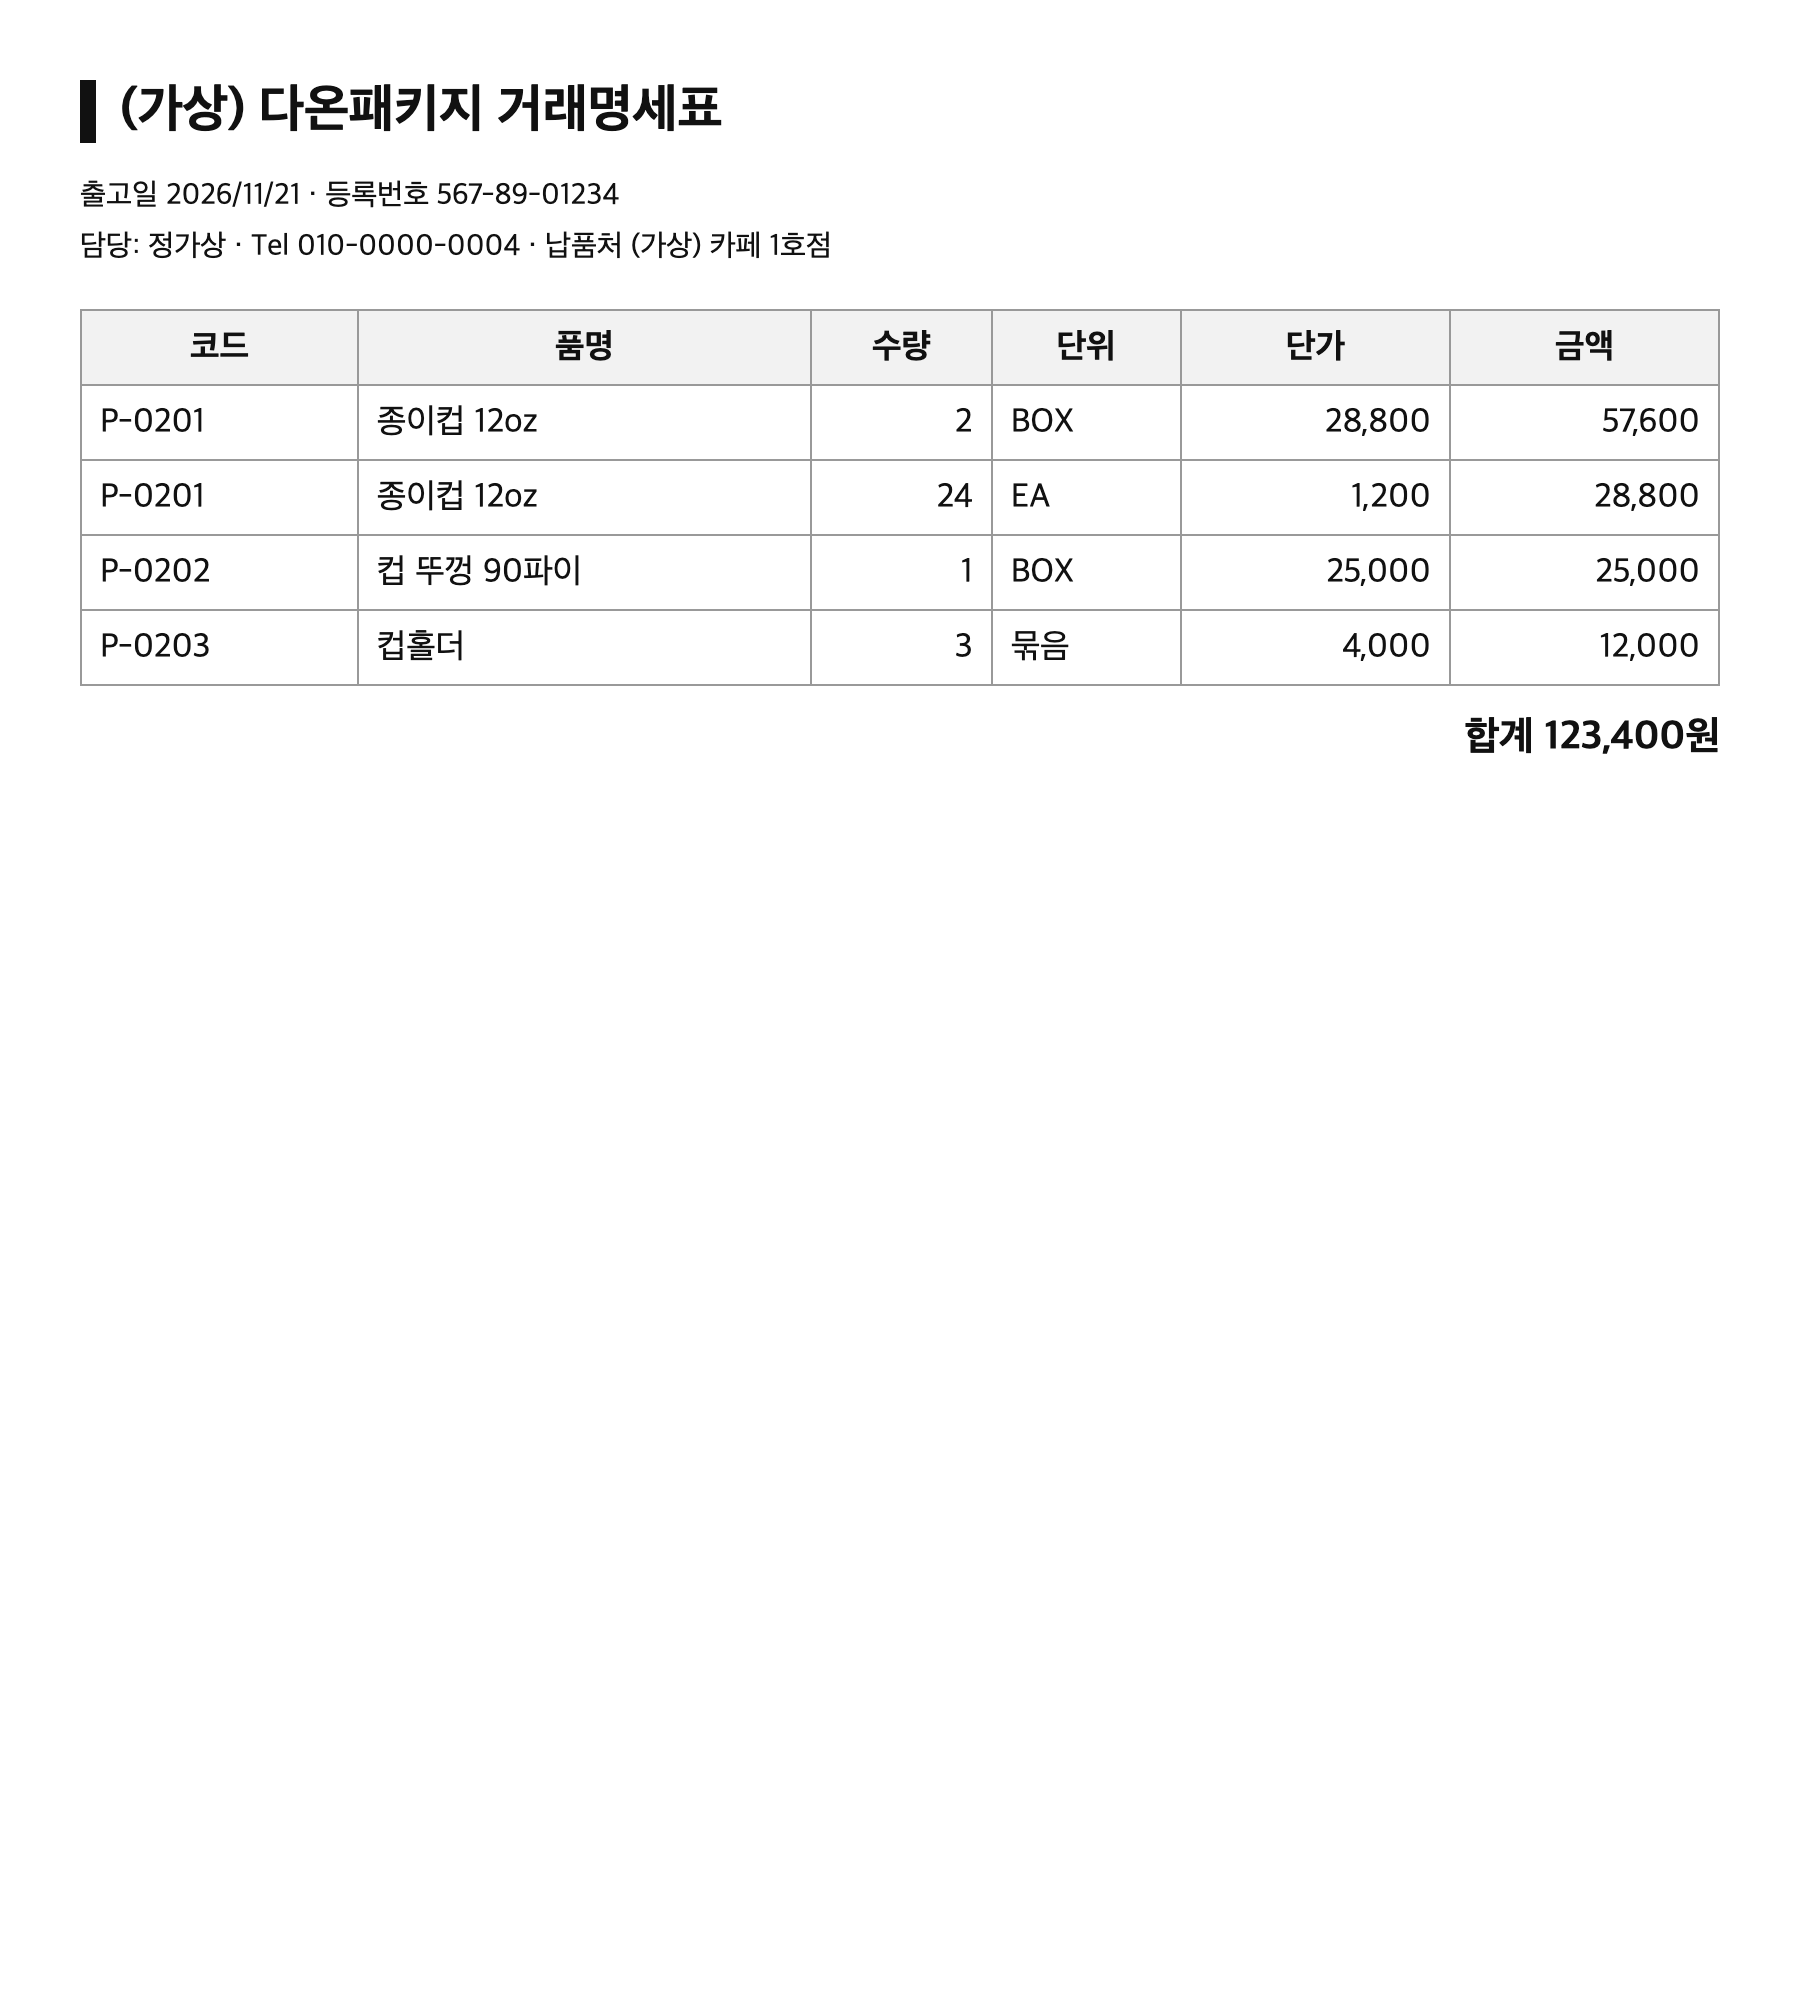 (가상) 다온패키지 거래명세표
출고일 2026/11/21 · 등록번호 567-89-01234
담당: 정가상 · Tel 010-0000-0004 · 납품처 (가상) 카페 1호점
코드 품명 수량 단위 단가 금액
P-0201 종이컵 12oz 2 BOX 28,800 57,600
P-0201 종이컵 12oz 24 EA 1,200 28,800
P-0202 컵 뚜껑 90파이 1 BOX 25,000 25,000
P-0203 컵홀더 3 묶음 4,000 12,000
합계 123,400원